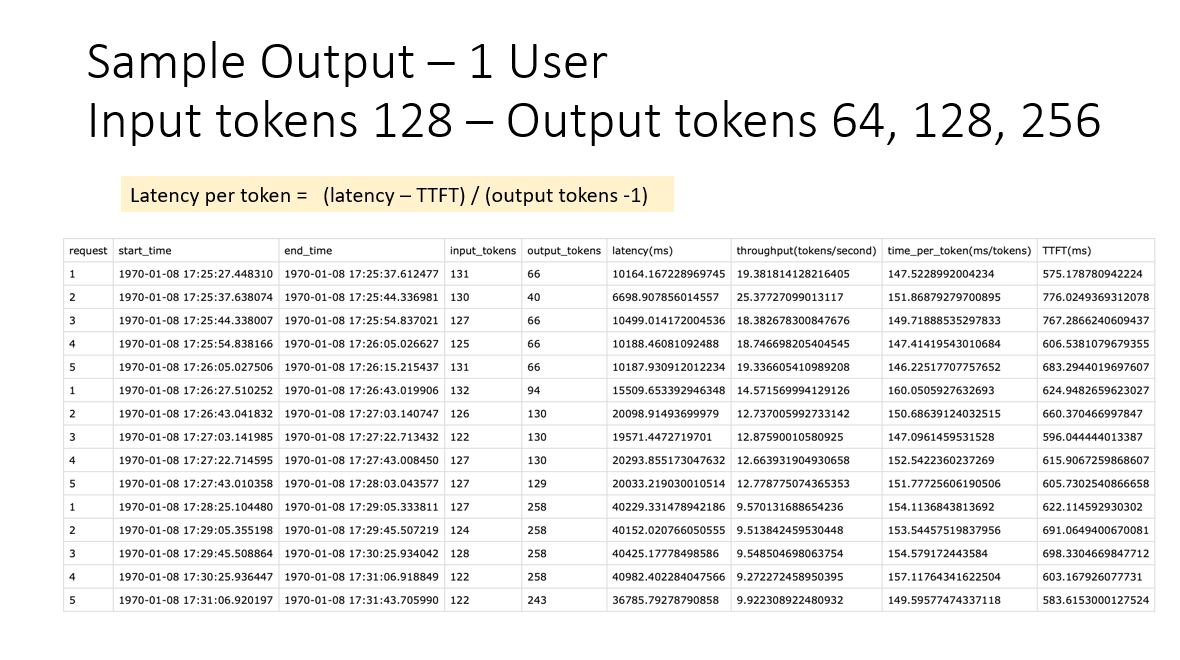 Sample Output – 1 User
Input tokens 128 – Output tokens 64, 128, 256
Latency per token = (latency – TTFT) / (output tokens -1)
request start_time end_time input_tokens output_tokens latency(ms) throughput(tokens/second) time_per_token(ms/tokens) TTFT(ms)
1 1970-01-08 17:25:27.448310 1970-01-08 17:25:37.612477 131 66 10164.167228969745 19.381814128216405 147.5228992004234 575.178780942224
2 1970-01-08 17:25:37.638074 1970-01-08 17:25:44.336981 130 40 6698.907856014557 25.37727099013117 151.86879279700895 776.0249369312078
3 1970-01-08 17:25:44.338007 1970-01-08 17:25:54.837021 127 66 10499.014172004536 18.382678300847676 149.71888535297833 767.2866240609437
4 1970-01-08 17:25:54.838166 1970-01-08 17:26:05.026627 125 66 10188.46081092488 18.746698205404545 147.41419543010684 606.5381079679355
5 1970-01-08 17:26:05.027506 1970-01-08 17:26:15.215437 131 66 10187.930912012234 19.336605410989208 146.22517707757652 683.2944019697607
1 1970-01-08 17:26:27.510252 1970-01-08 17:26:43.019906 132 94 15509.653392946348 14.571569994129126 160.0505927632693 624.9482659623027
2 1970-01-08 17:26:43.041832 1970-01-08 17:27:03.140747 126 130 20098.91493699979 12.737005992733142 150.68639124032515 660.370466997847
3 1970-01-08 17:27:03.141985 1970-01-08 17:27:22.713432 122 130 19571.4472719701 12.87590010580925 147.0961459531528 596.044444013387
4 1970-01-08 17:27:22.714595 1970-01-08 17:27:43.008450 127 130 20293.855173047632 12.663931904930658 152.5422360237269 615.9067259868607
5 1970-01-08 17:27:43.010358 1970-01-08 17:28:03.043577 127 129 20033.219030010514 12.778775074365353 151.77725606190506 605.7302540866658
1 1970-01-08 17:28:25.104480 1970-01-08 17:29:05.333811 127 258 40229.331478942186 9.570131688654236 154.1136843813692 622.114592930302
2 1970-01-08 17:29:05.355198 1970-01-08 17:29:45.507219 124 258 40152.020766050555 9.513842459530448 153.54457519837956 691.0649400670081
3 1970-01-08 17:29:45.508864 1970-01-08 17:30:25.934042 128 258 40425.17778498586 9.548504698063754 154.579172443584 698.3304669847712
4 1970-01-08 17:30:25.936447 1970-01-08 17:31:06.918849 122 258 40982.402284047566 9.272272458950395 157.11764341622504 603.167926077731
5 1970-01-08 17:31:06.920197 1970-01-08 17:31:43.705990 122 243 36785.79278790858 9.922308922480932 149.59577474337118 583.6153000127524